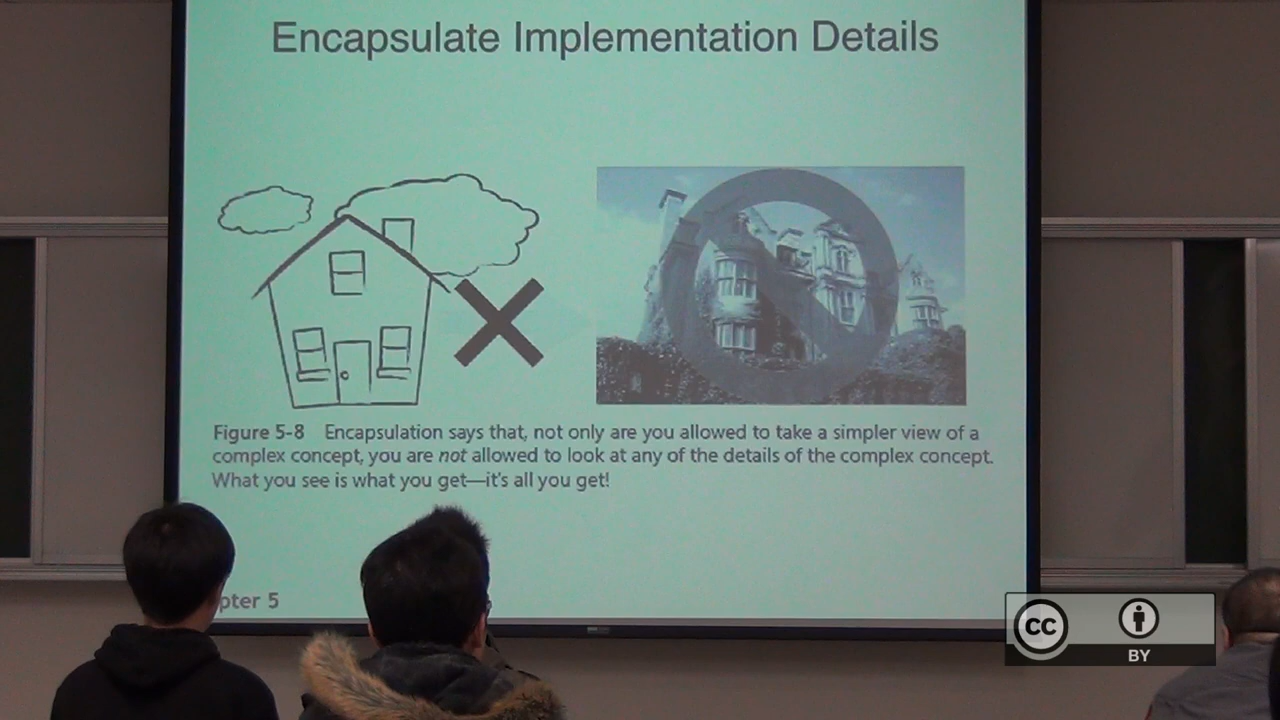 Encapsulate Implementation Details
Figure 5-8 Encapsulation says that, not only are you allowed to take a simpler view of a
complex concept, you are not allowed to look at any of the details of the complex concept.
What you see is what you get—it's all you get!
pter 5
CC
BY